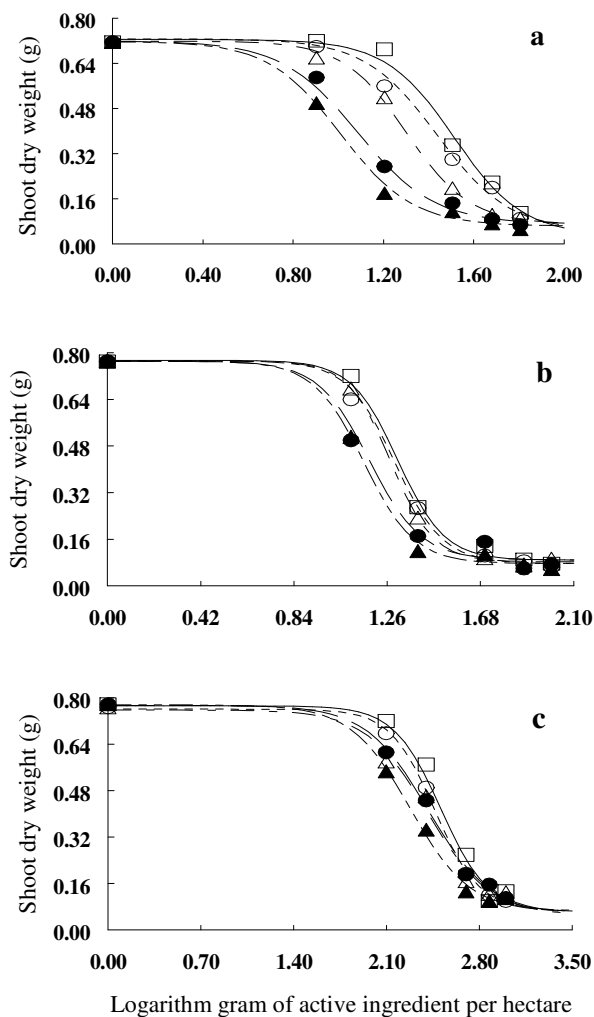 0.80
a
0.64
0.48
0.32
0.16
0.00
Shoot dry weight (g)
0.00 0.40 0.80 1.20 1.60 2.00
0.80
b
0.64
0.48
0.32
0.16
0.00
Shoot dry weight (g)
0.00 0.42 0.84 1.26 1.68 2.10
0.80
c
0.64
0.48
0.32
0.16
0.00
Shoot dry weight (g)
0.00 0.70 1.40 2.10 2.80 3.50
Logarithm gram of active ingredient per hectare